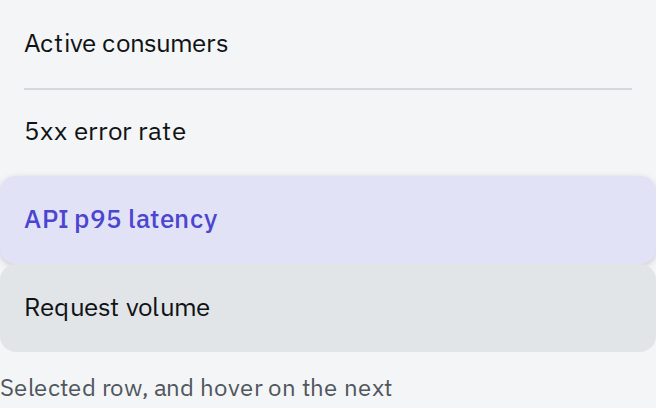 Active consumers
5xx error rate
API p95 latency
Request volume
Selected row, and hover on the next